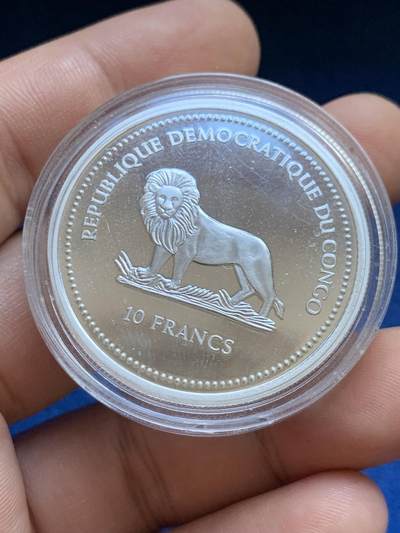 REPUBLIQUE DEMOCRATIQUE DU CONGO
10 FRANCS